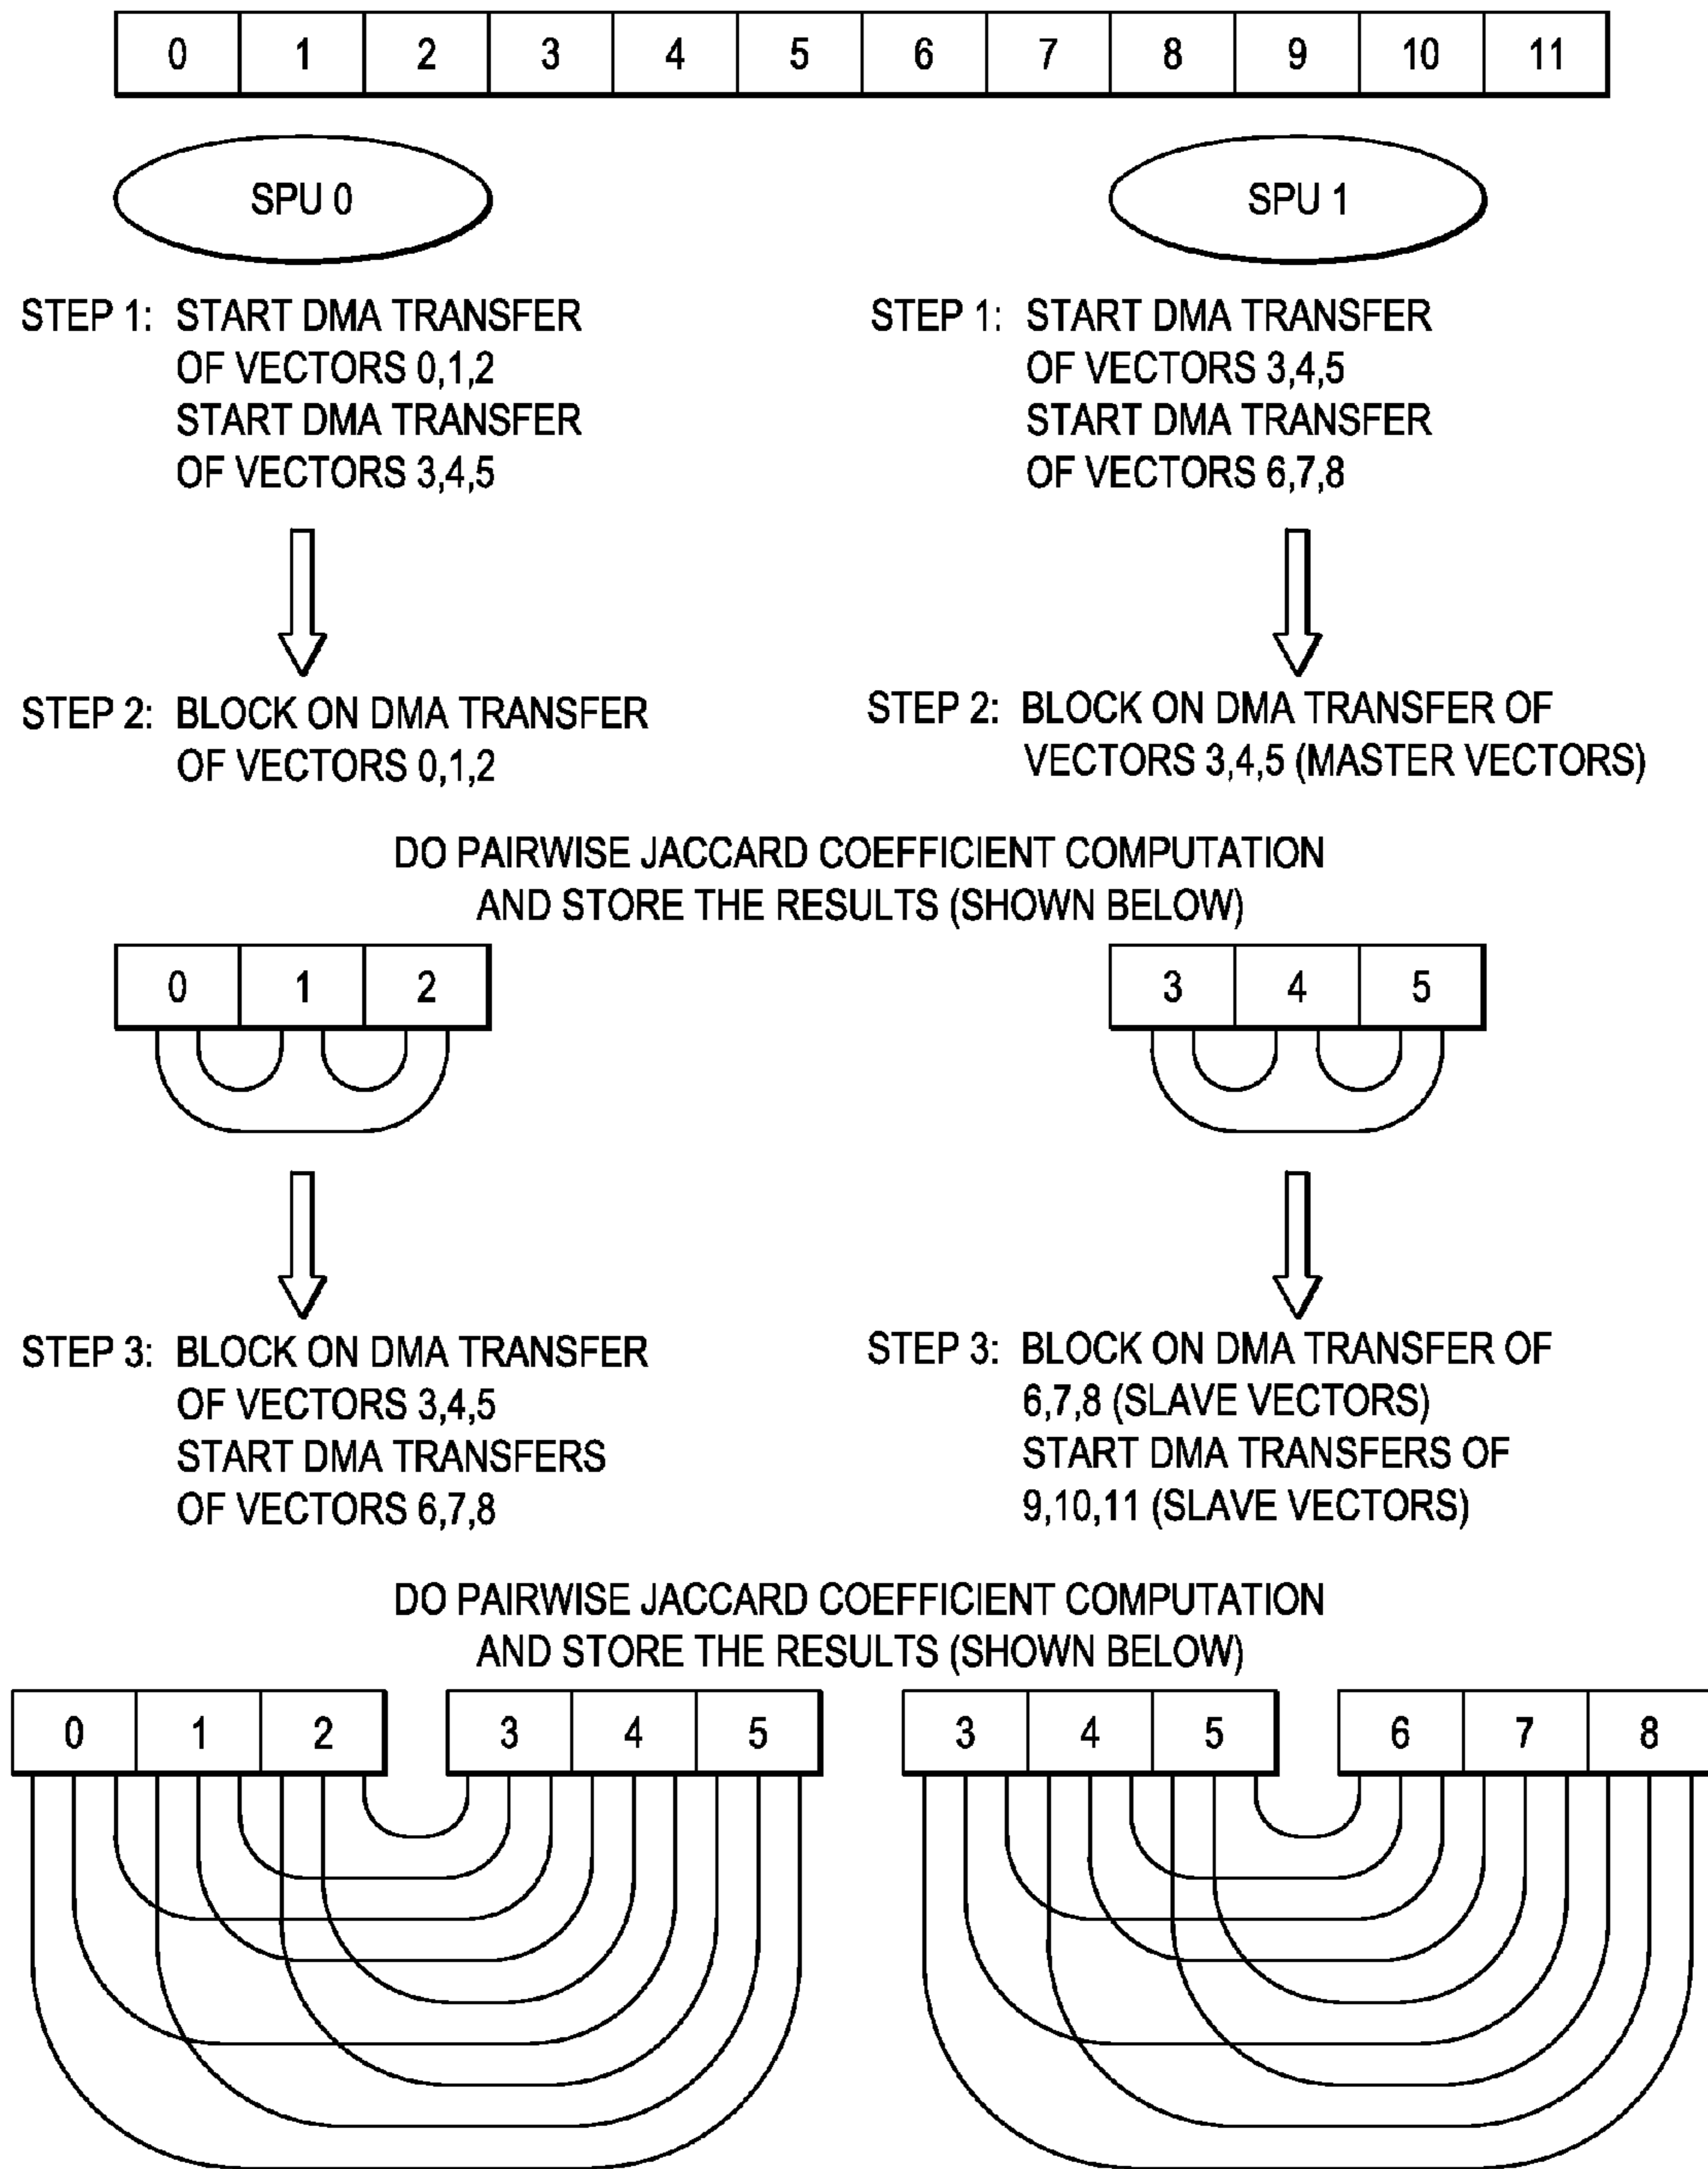 0 1 2 3 4 5 6 7 8 9 10 11
SPU 0
SPU 1
STEP 1: START DMA TRANSFER
OF VECTORS 0,1,2
START DMA TRANSFER
OF VECTORS 3,4,5
STEP 1: START DMA TRANSFER
OF VECTORS 3,4,5
START DMA TRANSFER
OF VECTORS 6,7,8
STEP 2: BLOCK ON DMA TRANSFER
OF VECTORS 0,1,2
STEP 2: BLOCK ON DMA TRANSFER OF
VECTORS 3,4,5 (MASTER VECTORS)
DO PAIRWISE JACCARD COEFFICIENT COMPUTATION
AND STORE THE RESULTS (SHOWN BELOW)
0 1 2
3 4 5
STEP 3: BLOCK ON DMA TRANSFER
OF VECTORS 3,4,5
START DMA TRANSFERS
OF VECTORS 6,7,8
STEP 3: BLOCK ON DMA TRANSFER OF
6,7,8 (SLAVE VECTORS)
START DMA TRANSFERS OF
9,10,11 (SLAVE VECTORS)
DO PAIRWISE JACCARD COEFFICIENT COMPUTATION
AND STORE THE RESULTS (SHOWN BELOW)
0 1 2 3 4 5
3 4 5 6 7 8